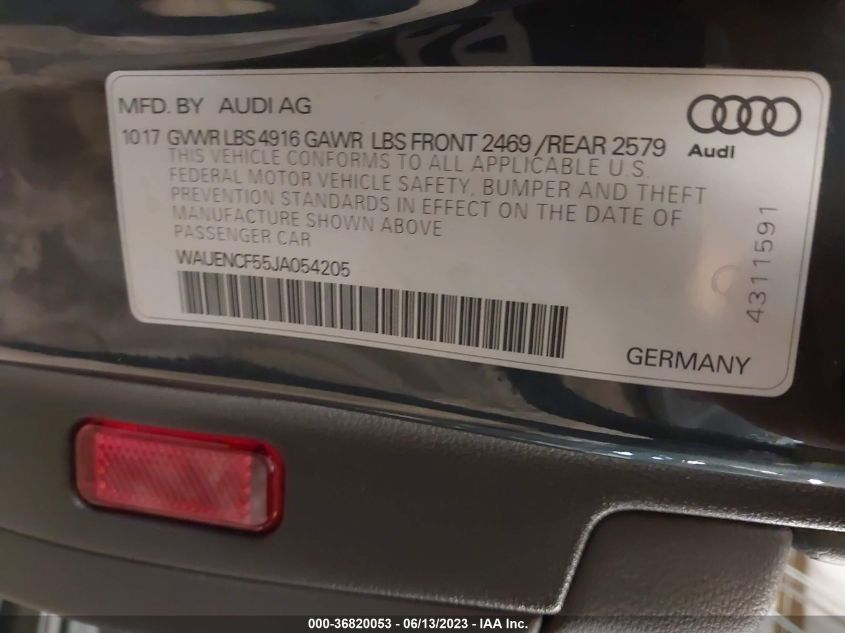 MFD. BY AUDI AG
1017 GVWR LBS 4916 GAWR LBS FRONT 2469 /REAR 2579
Audi
THIS VEHICLE CONFORMS TO ALL APPLICABLE U.S.
FEDERAL MOTOR VEHICLE SAFETY, BUMPER AND THEFT
PREVENTION STANDARDS IN EFFECT ON THE DATE OF
MANUFACTURE SHOWN ABOVE
PASSENGER CAR
WAUENCF55JA054205
43111591
GERMANY
000-36820053 - 06/13/2023 - IAA Inc.